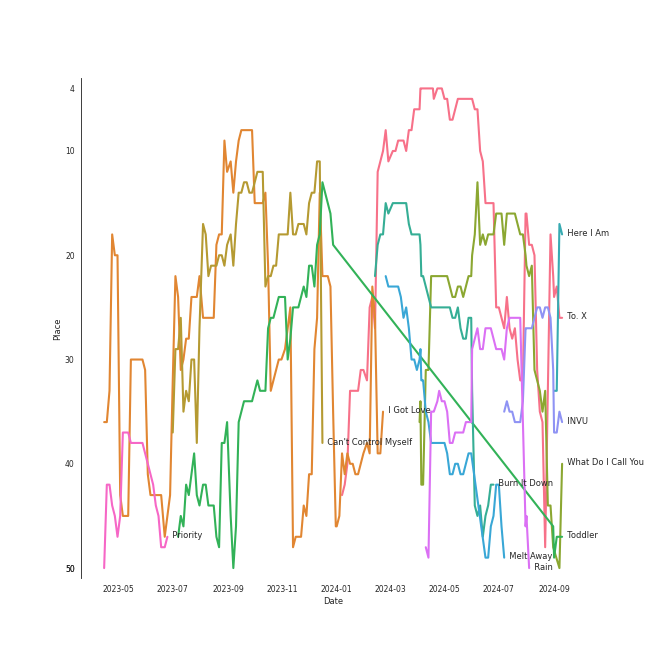 4
10
20
30
40
50
Place
Here I Am
To. X
I Got Love
INVU
Can't Control Myself
What Do I Call You
Burn It Down
Priority
Toddler
Melt Away
Rain
2023-05
2023-07
2023-09
2023-11
2024-01
2024-03
2024-05
2024-07
2024-09
Date